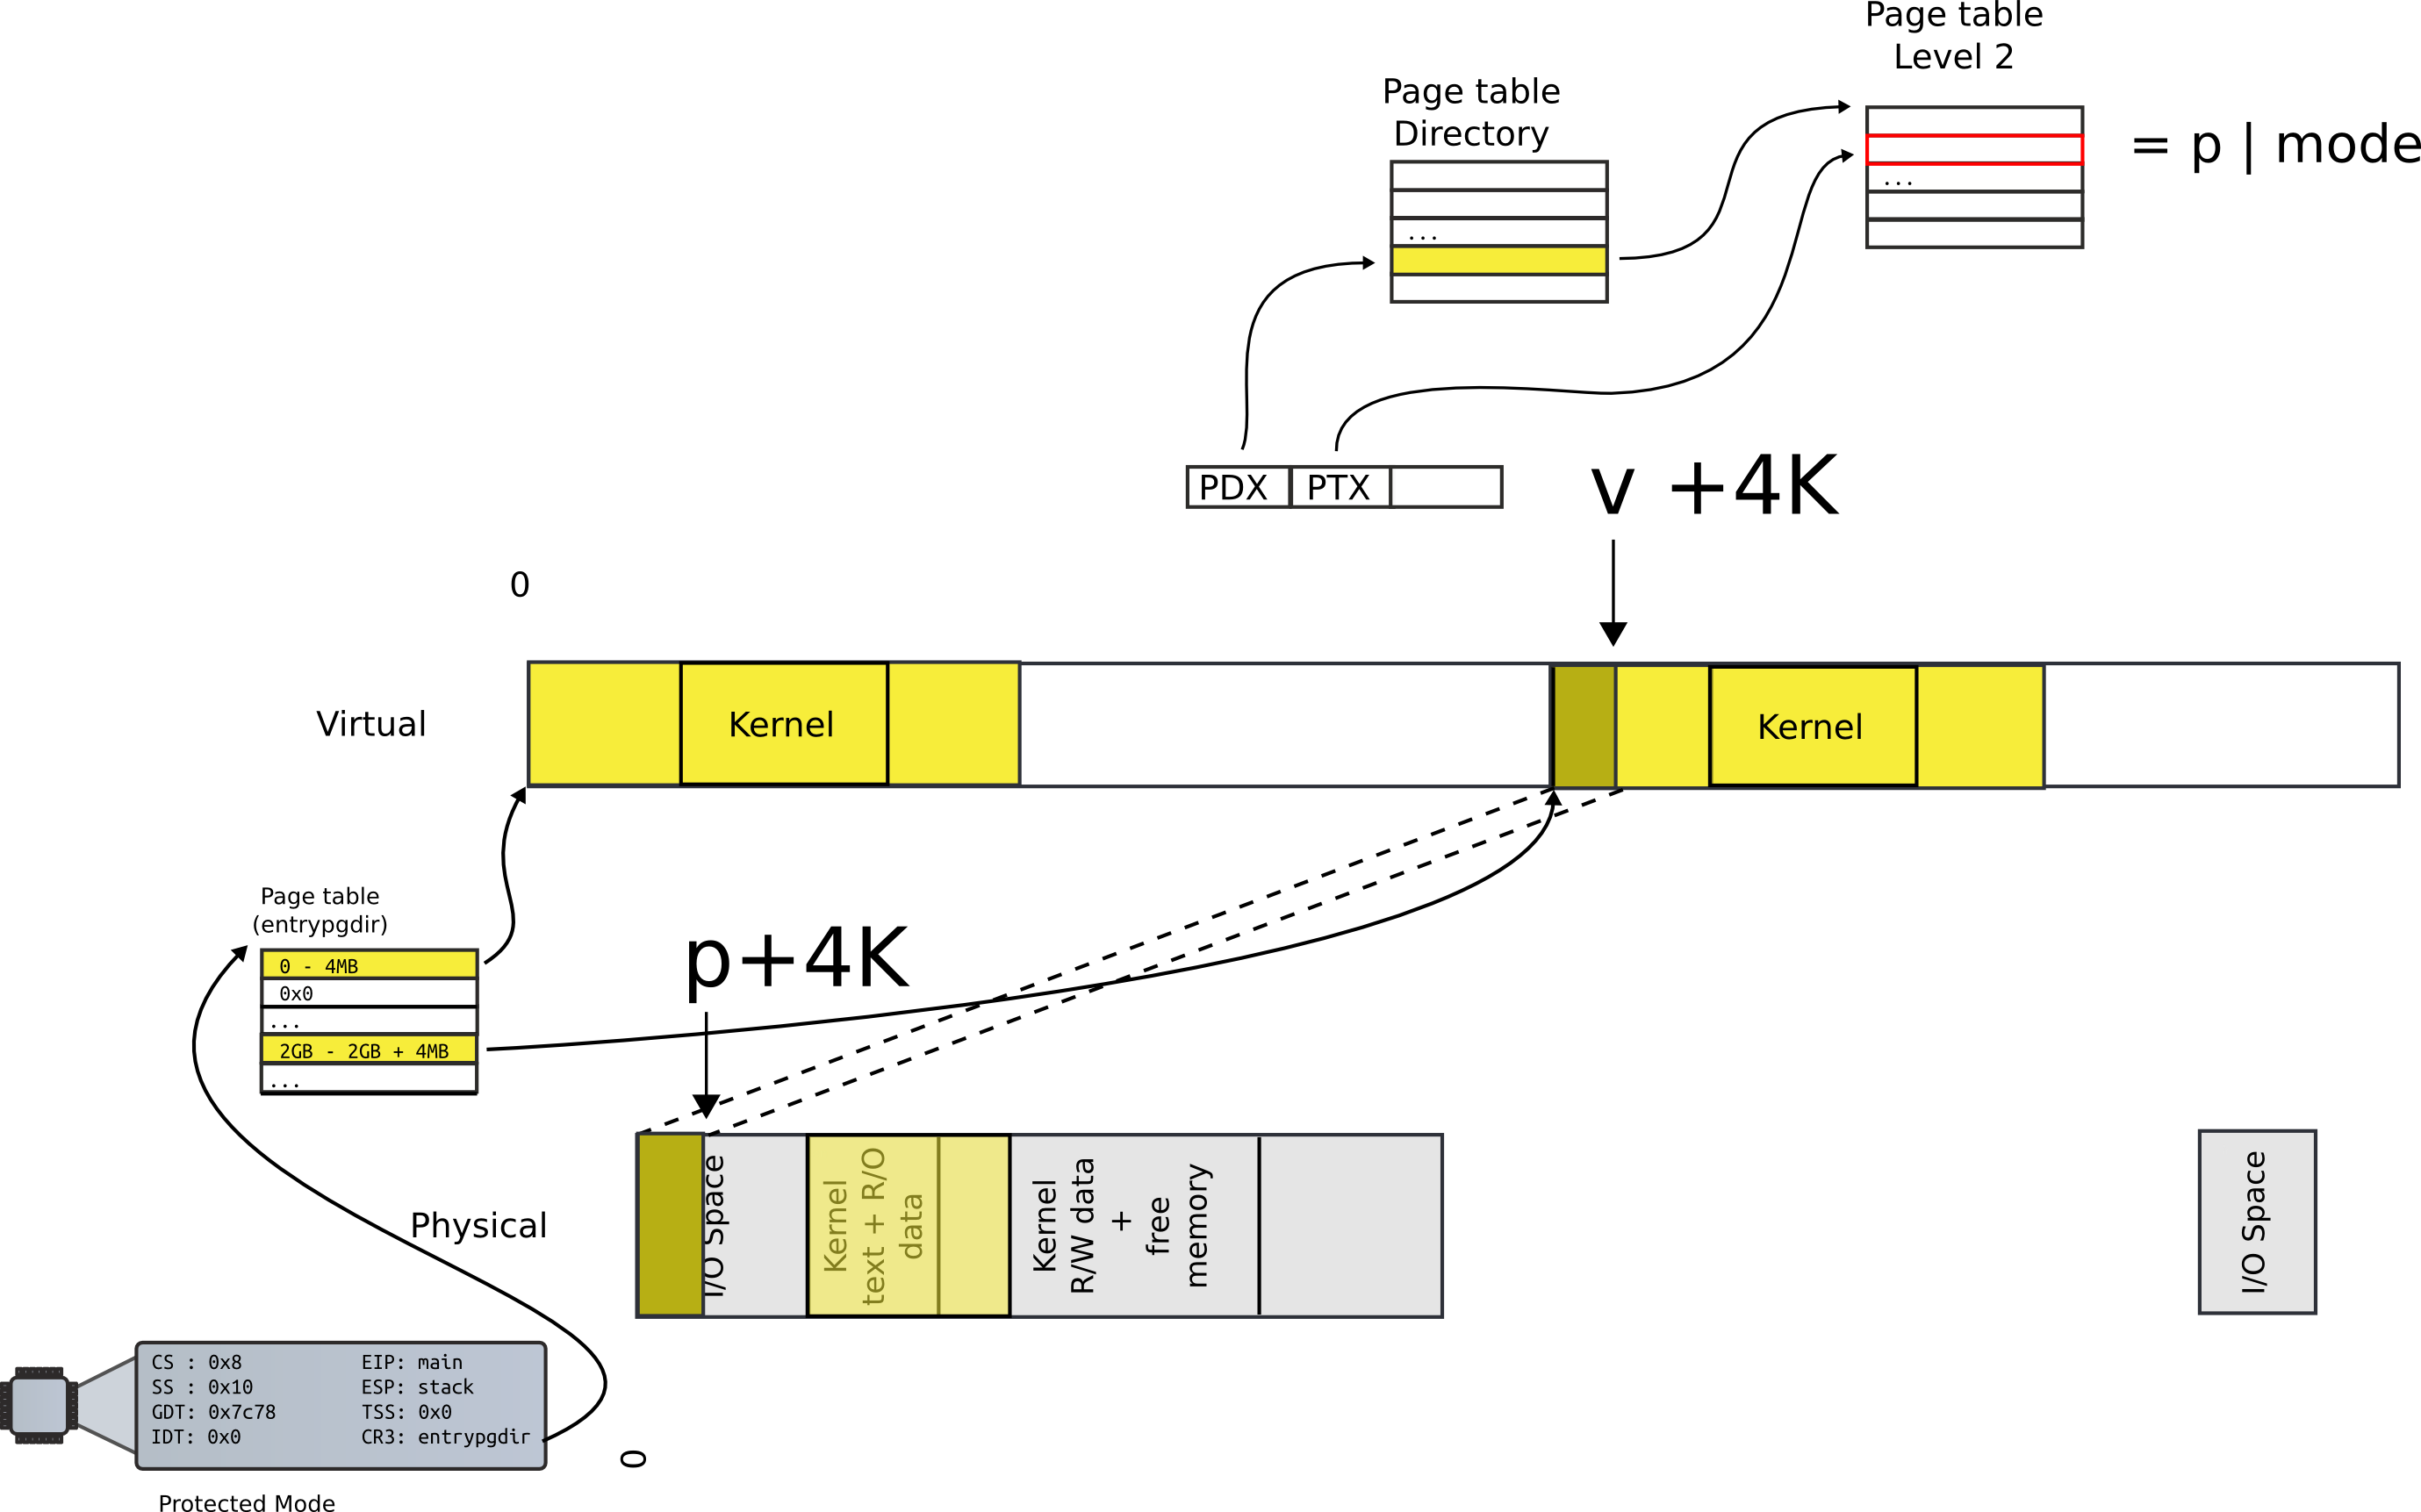 Page table
Level 2
Page table
Directory
= p | mode
...
...
PDX PTX
v +4K
0
Virtual
Kernel
Kernel
Page table
(entrypgdir)
0 - 4MB
0x0
...
2GB - 2GB + 4MB
...
p+4K
Physical
I/O Space
Kernel
text + R/O
data
Kernel
R/W data
+
free
memory
I/O Space
CS : 0x8 EIP: main
SS : 0x10 ESP: stack
GDT: 0x7c78 TSS: 0x0
IDT: 0x0 CR3: entrypgdir
0
Protected Mode